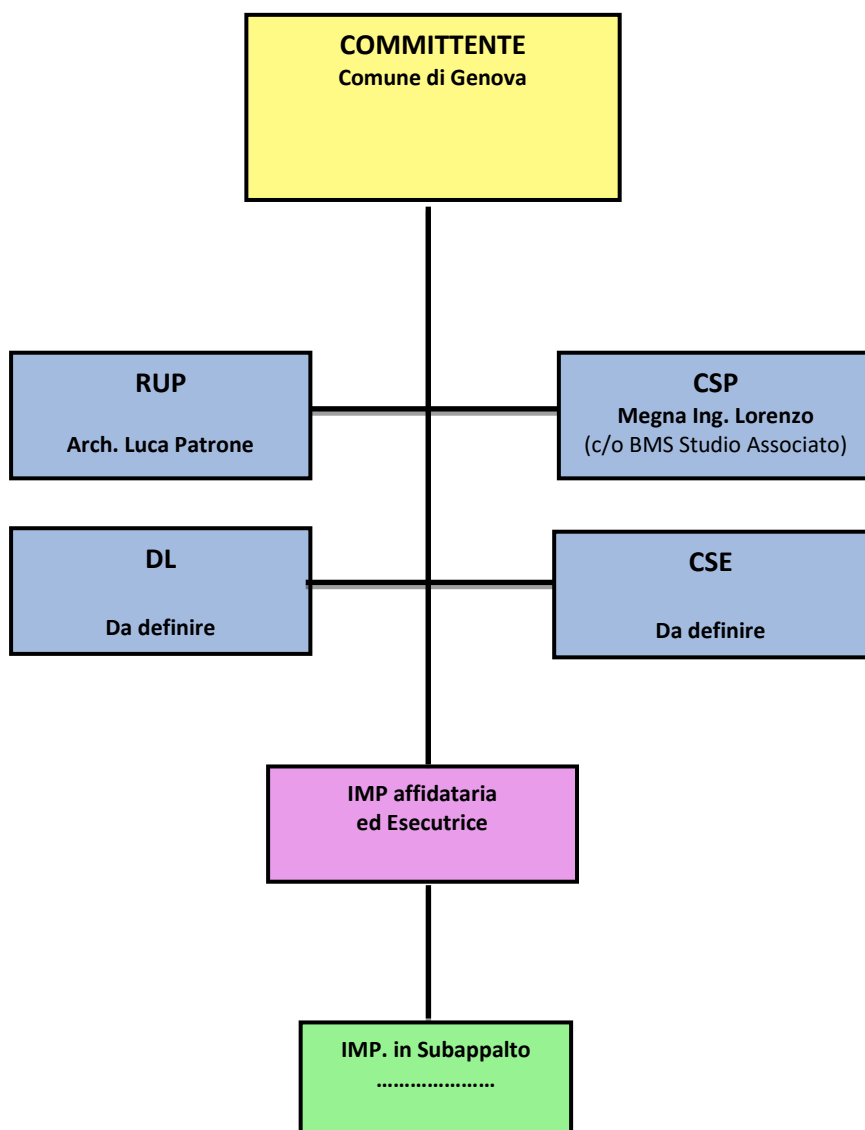 COMMITTENTE
Comune di Genova
RUP
Arch. Luca Patrone
CSP
Megna Ing. Lorenzo
(c/o BMS Studio Associato)
DL
Da definire
CSE
Da definire
IMP affidataria
ed Esecutrice
IMP. in Subappalto
…………………